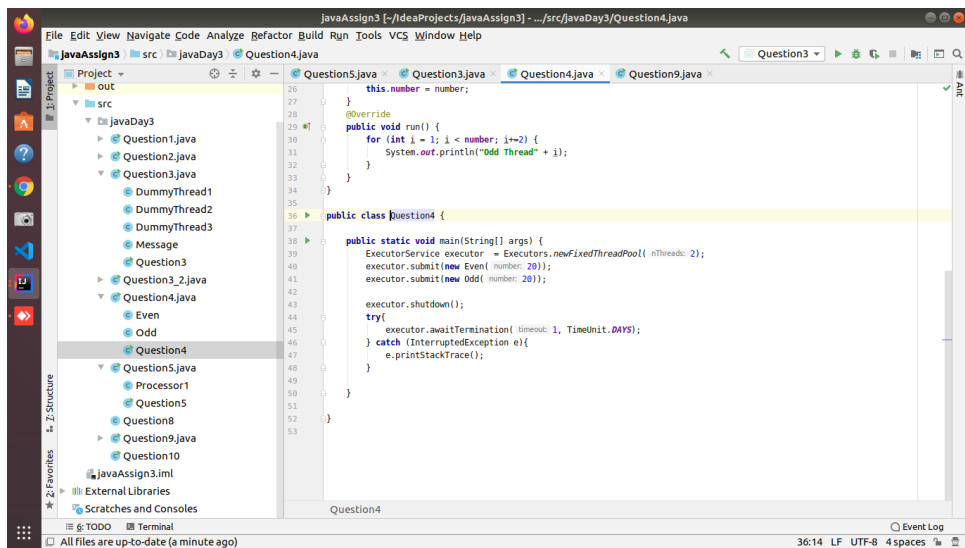 javaAssign3 [~/IdeaProjects/javaAssign3] - .../src/javaDay3/Question4.java
File Edit View Navigate Code Analyze Refactor Build Run Tools VCS Window Help
javaAssign3 src javaDay3 Question4.java Question3
1: Project
Z: Structure
2: Favorites
Project
out
src
javaDay3
Question1.java
Question2.java
Question3.java
DummyThread1
DummyThread2
DummyThread3
Message
Question3
Question3_2.java
Question4.java
Even
Odd
Question4
Question5.java
Processor1
Question5
Question8
Question9.java
Question10
javaAssign3.iml
External Libraries
Scratches and Consoles
Question5.java Question3.java Question4.java Question9.java
26 this.number = number;
27 }
28 @Override
29 public void run() {
30 for (int i = 1; i < number; i+=2) {
31 System.out.println("Odd Thread" + i);
32 }
33 }
34 }
35
36 public class Question4 {
37
38 public static void main(String[] args) {
39 ExecutorService executor = Executors.newFixedThreadPool( nThreads: 2);
40 executor.submit(new Even( number: 20));
41 executor.submit(new Odd( number: 20));
42
43 executor.shutdown();
44 try{
45 executor.awaitTermination( timeout: 1, TimeUnit.DAYS);
46 } catch (InterruptedException e){
47 e.printStackTrace();
48 }
49
50 }
51
52 }
53
Question4
Ant
6: TODO Terminal Event Log
All files are up-to-date (a minute ago) 36:14 LF UTF-8 4 spaces